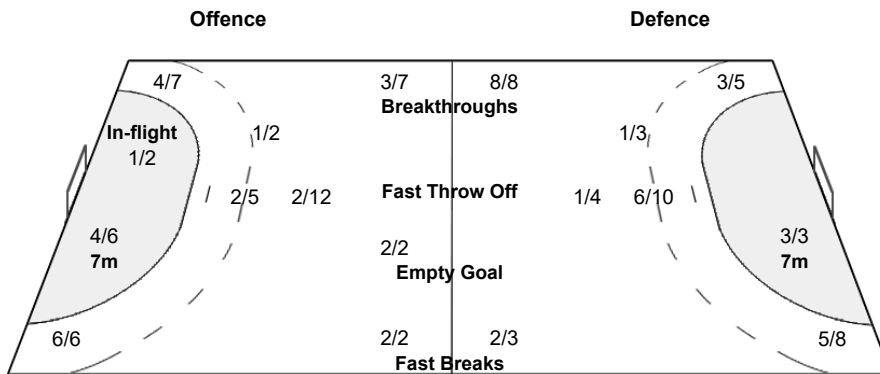 Offence Defence
4/7 3/7 8/8 3/5
Breakthroughs
In-flight 1/2 1/3
1/2
Fast Throw Off
2/5 2/12 1/4 6/10
4/6 3/3
7m 2/2 7m
Empty Goal
6/6 2/2 2/3 5/8
Fast Breaks